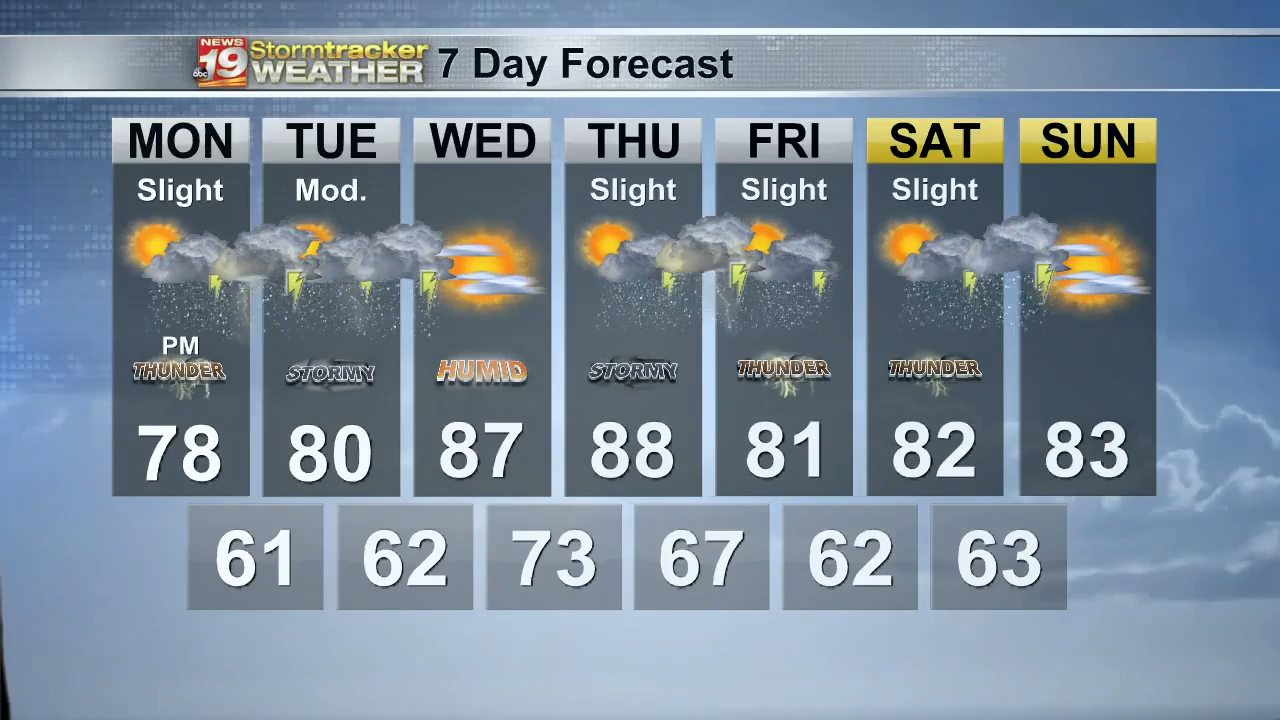 NEWS
abc 19
Stormtracker
WEATHER
7 Day Forecast
MON TUE WED THU FRI SAT SUN
Slight Mod. Slight Slight Slight
PM
THUNDER STORMY HUMID STORMY THUNDER THUNDER
78 80 87 88 81 82 83
61 62 73 67 62 63